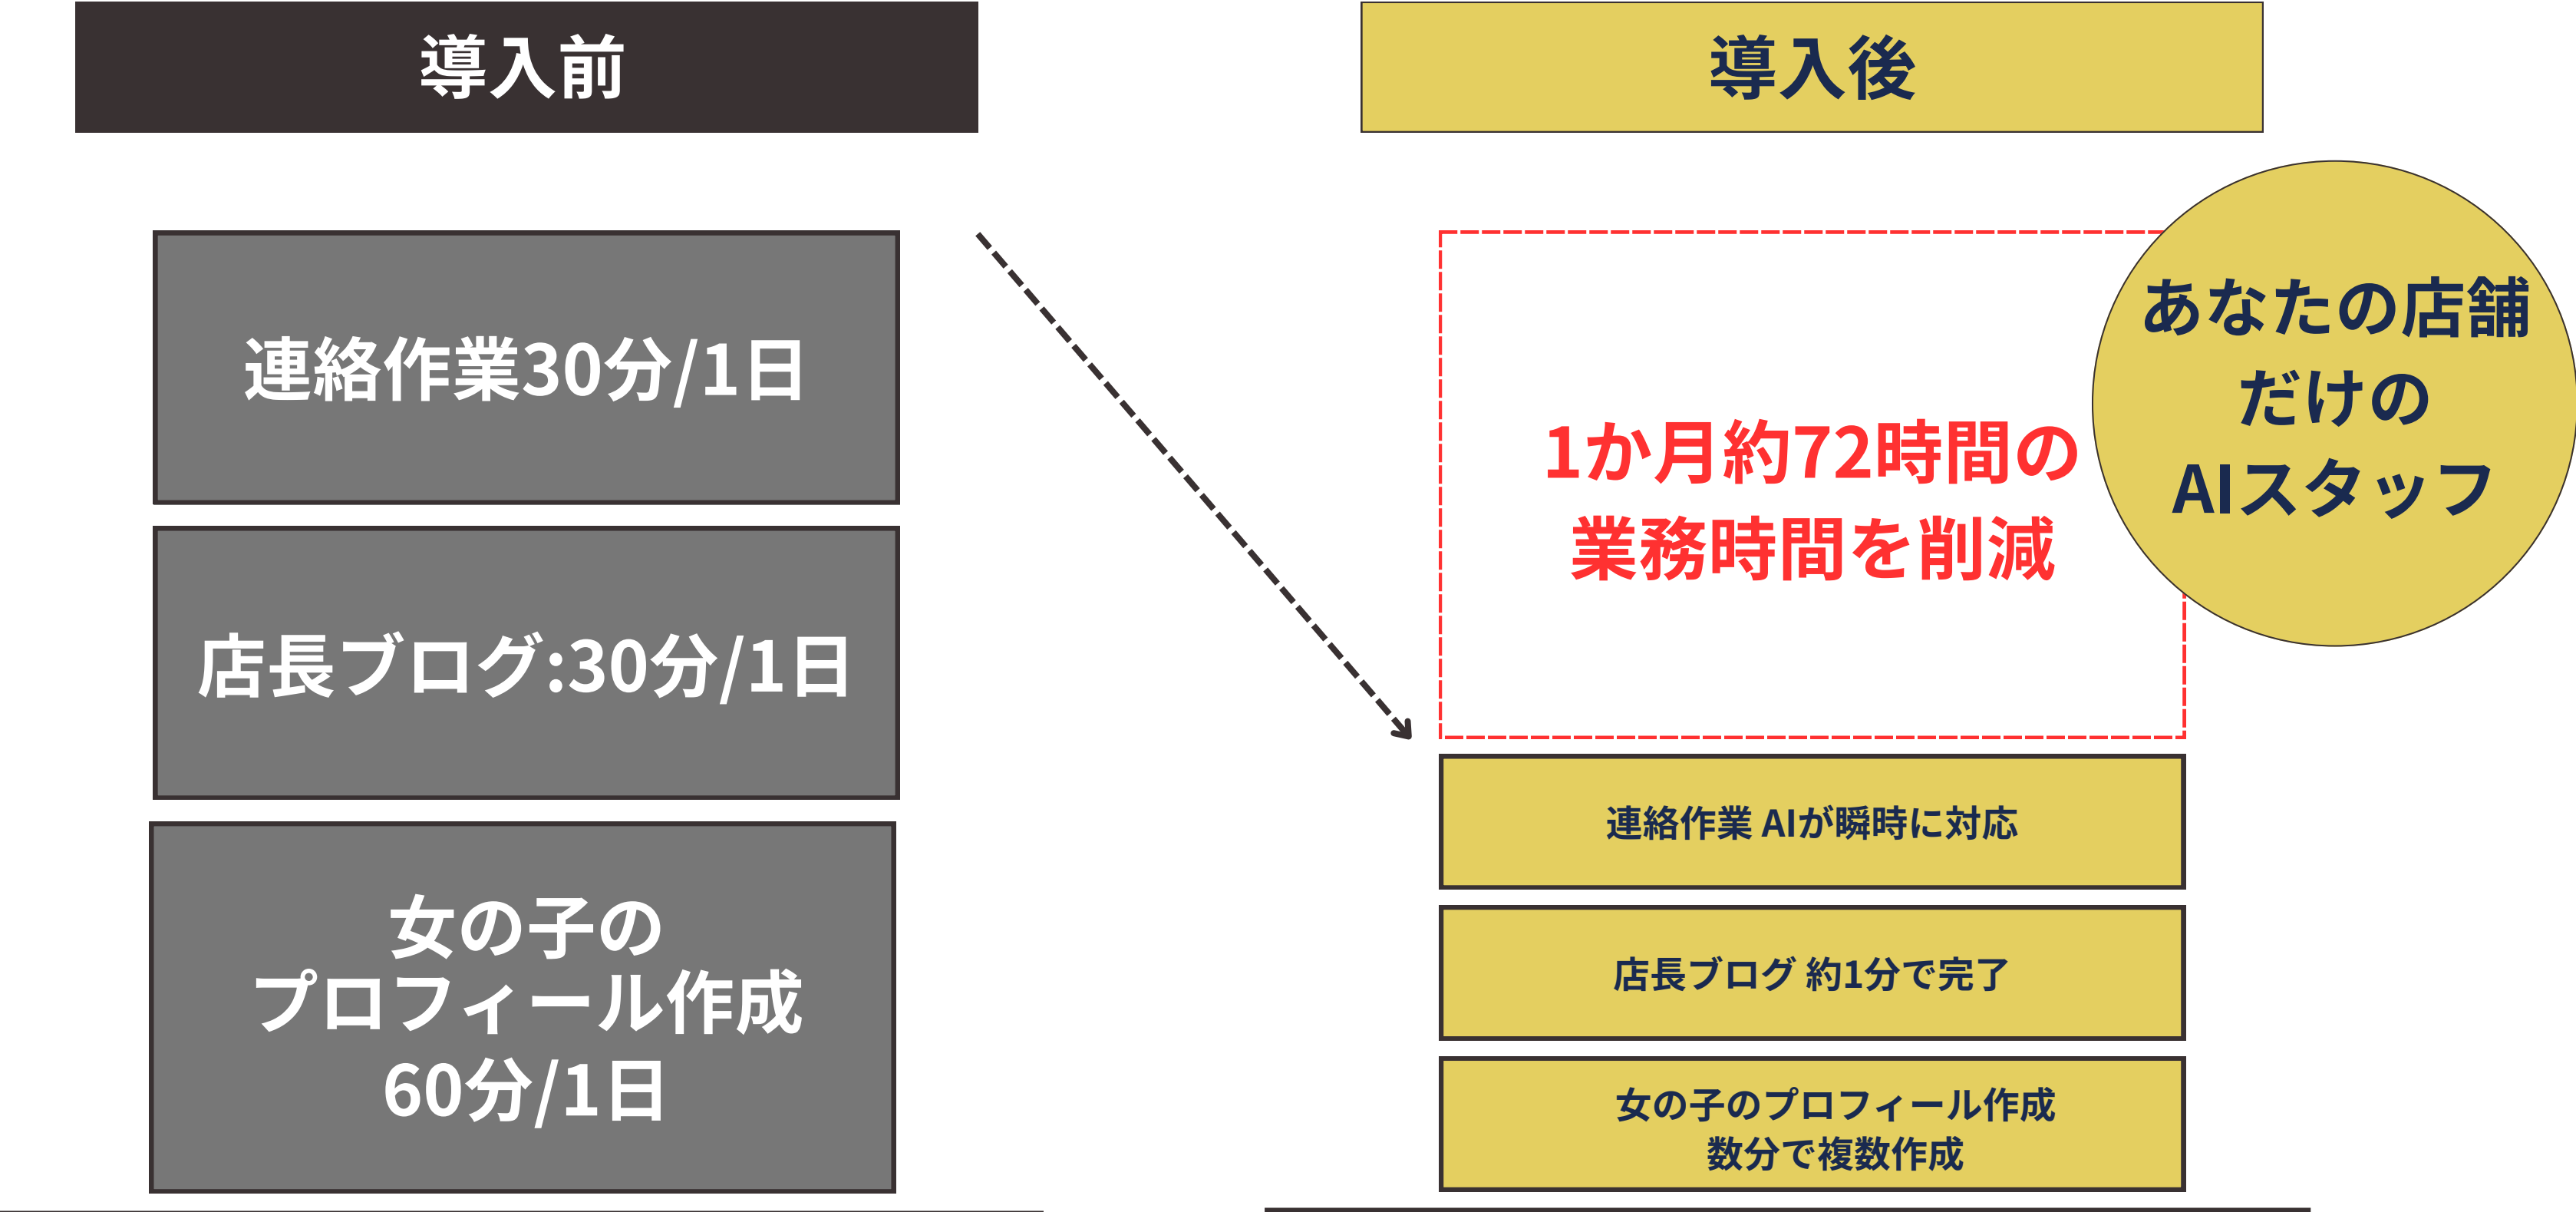 導入前
連絡作業30分/1日
店長ブログ:30分/1日
女の子の
プロフィール作成
60分/1日
導入後
あなたの店舗
だけの
AIスタッフ
1か月約72時間の
業務時間を削減
連絡作業 AIが瞬時に対応
店長ブログ 約1分で完了
女の子のプロフィール作成
数分で複数作成